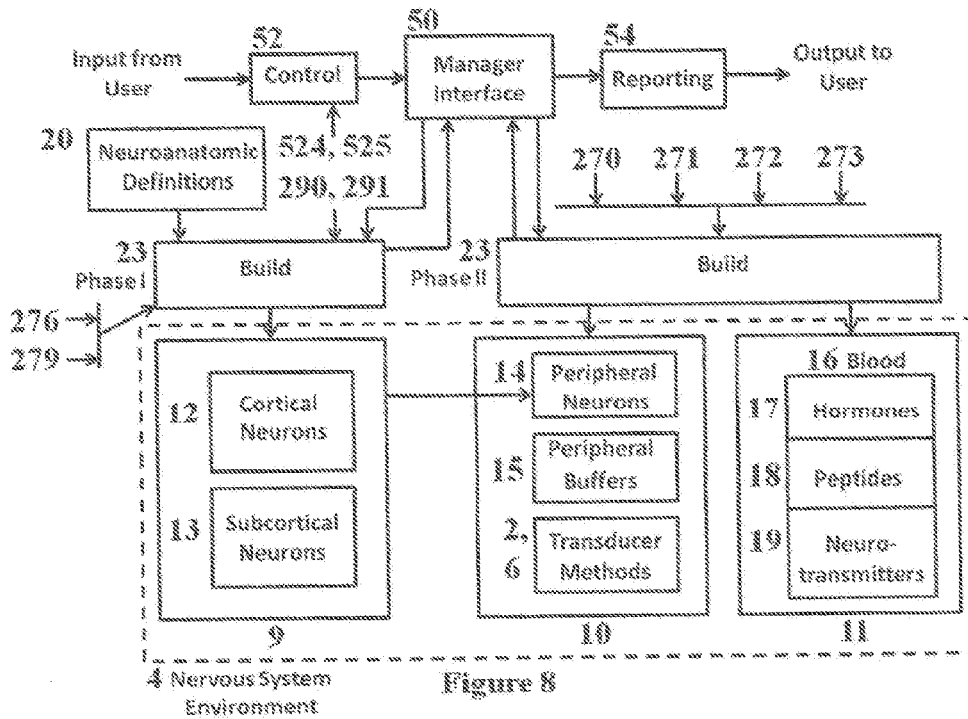 50
52
54
Input from
User
Control
Manager
Interface
Reporting
Output to
User
20
Neuroanatomic
Definitions
524, 525
290, 291
270 271 272 273
23
Phase I
Build
23
Phase II
Build
276
279
12
Cortical
Neurons
13
Subcortical
Neurons
9
14
Peripheral
Neurons
15
Peripheral
Buffers
2,
6
Transducer
Methods
10
16 Blood
17
Hormones
18
Peptides
19
Neuro-
transmitters
11
4 Nervous System
Environment
Figure 8